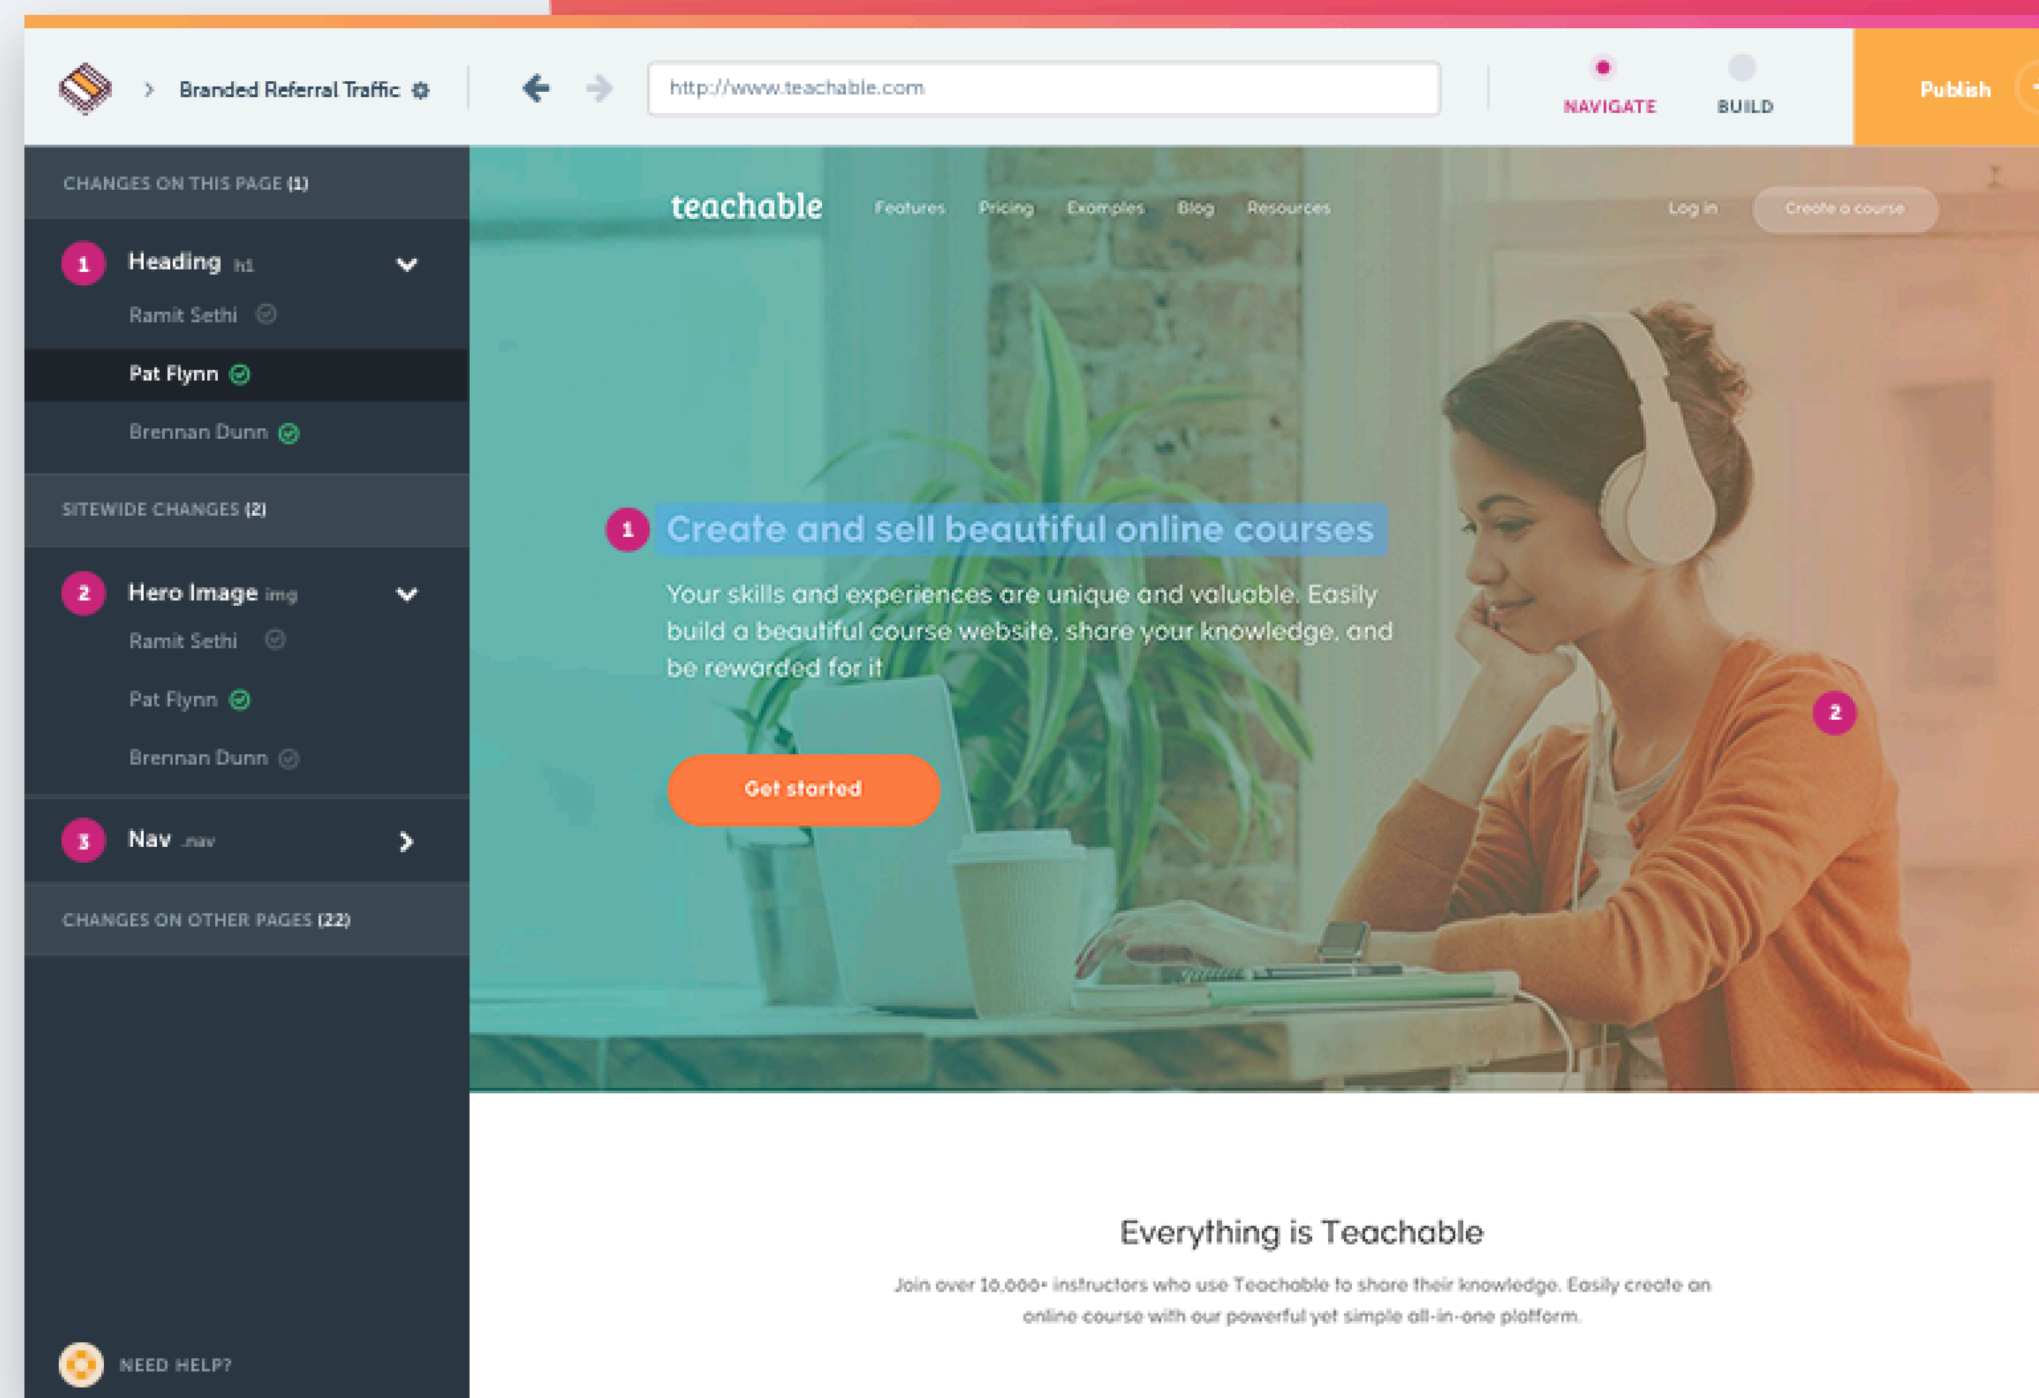 Branded Referral Traffic
http://www.teachable.com
NAVIGATE
BUILD
Publish
CHANGES ON THIS PAGE (1)
1 Heading h1
Ramit Sethi
Pat Flynn
Brennan Dunn
SITEWIDE CHANGES (2)
2 Hero Image img
Ramit Sethi
Pat Flynn
Brennan Dunn
3 Nav .nav
CHANGES ON OTHER PAGES (22)
NEED HELP?
teachable Features Pricing Examples Blog Resources Log in Create a course
1 Create and sell beautiful online courses
Your skills and experiences are unique and valuable. Easily
build a beautiful course website, share your knowledge, and
be rewarded for it
2
Get started
Everything is Teachable
Join over 10,000+ instructors who use Teachable to share their knowledge. Easily create an
online course with our powerful yet simple all-in-one platform.